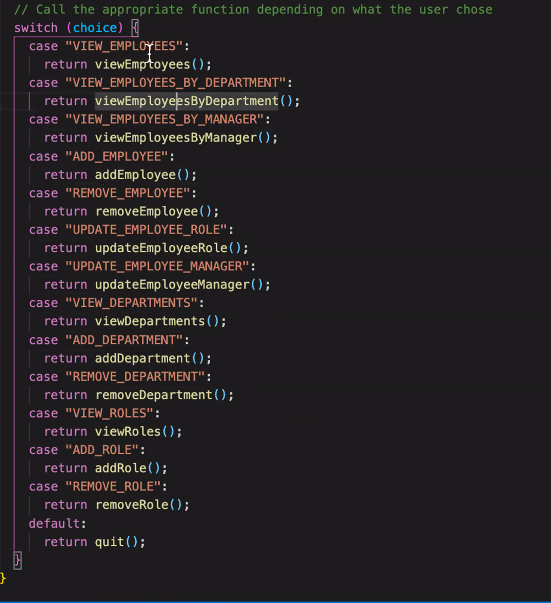 // Call the appropriate function depending on what the user chose
switch (choice) {
case "VIEW_EMPLOYEES":
return viewEmployees();
case "VIEW_EMPLOYEES_BY_DEPARTMENT":
return viewEmployeesByDepartment();
case "VIEW_EMPLOYEES_BY_MANAGER":
return viewEmployeesByManager();
case "ADD_EMPLOYEE":
return addEmployee();
case "REMOVE_EMPLOYEE":
return removeEmployee();
case "UPDATE_EMPLOYEE_ROLE":
return updateEmployeeRole();
case "UPDATE_EMPLOYEE_MANAGER":
return updateEmployeeManager();
case "VIEW_DEPARTMENTS":
return viewDepartments();
case "ADD_DEPARTMENT":
return addDepartment();
case "REMOVE_DEPARTMENT":
return removeDepartment();
case "VIEW_ROLES":
return viewRoles();
case "ADD_ROLE":
return addRole();
case "REMOVE_ROLE":
return removeRole();
default:
return quit();
}
}